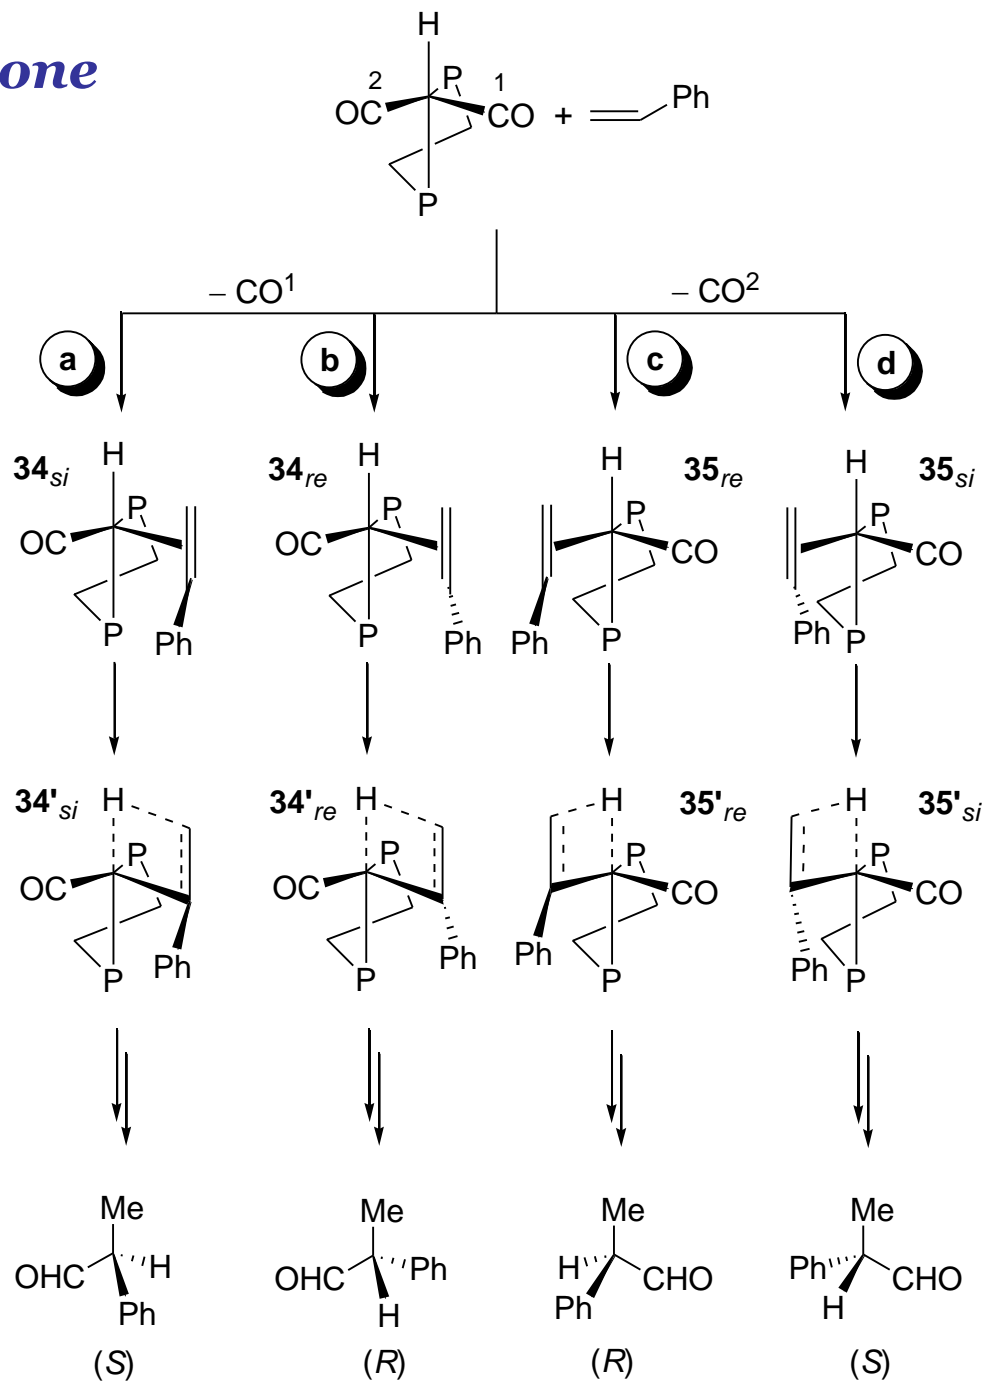 one
H
2 P 1
OC CO + Ph
P
– CO1 – CO2
a b c d
34si H 34re H H 35re H 35si
P P P P
OC OC CO CO
P Ph P Ph Ph P Ph P
34'si H 34're H H 35're H 35'si
P P P P
OC OC CO CO
P Ph P Ph Ph P Ph P
Me Me Me Me
OHC H OHC Ph H CHO Ph CHO
Ph H Ph H
(S) (R) (R) (S)